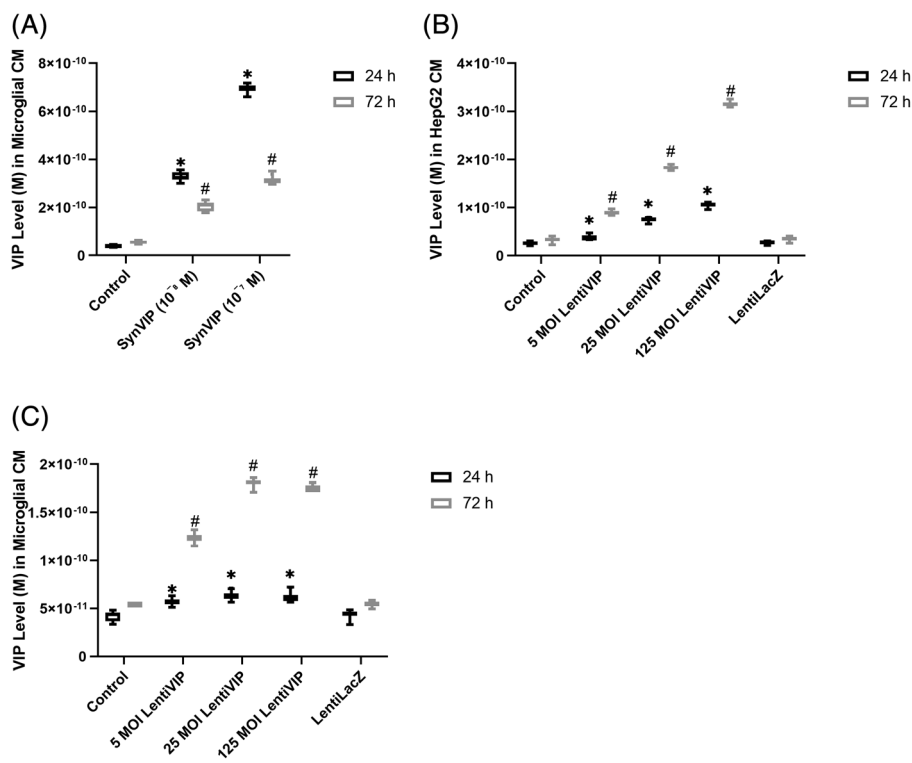 (A)
VIP Level (M) in Microglial CM
8×10⁻¹⁰
6×10⁻¹⁰
4×10⁻¹⁰
2×10⁻¹⁰
0
*
#
*
#
Control
SynVIP (10⁻⁸ M)
SynVIP (10⁻⁷ M)
24 h
72 h
(B)
VIP Level (M) in HepG2 CM
4×10⁻¹⁰
3×10⁻¹⁰
2×10⁻¹⁰
1×10⁻¹⁰
0
*
#
*
#
*
#
Control
5 MOI LentiVIP
25 MOI LentiVIP
125 MOI LentiVIP
LentiLacZ
24 h
72 h
(C)
VIP Level (M) in Microglial CM
2×10⁻¹⁰
1.5×10⁻¹⁰
1×10⁻¹⁰
5×10⁻¹¹
0
*
#
*
#
*
#
Control
5 MOI LentiVIP
25 MOI LentiVIP
125 MOI LentiVIP
LentiLacZ
24 h
72 h